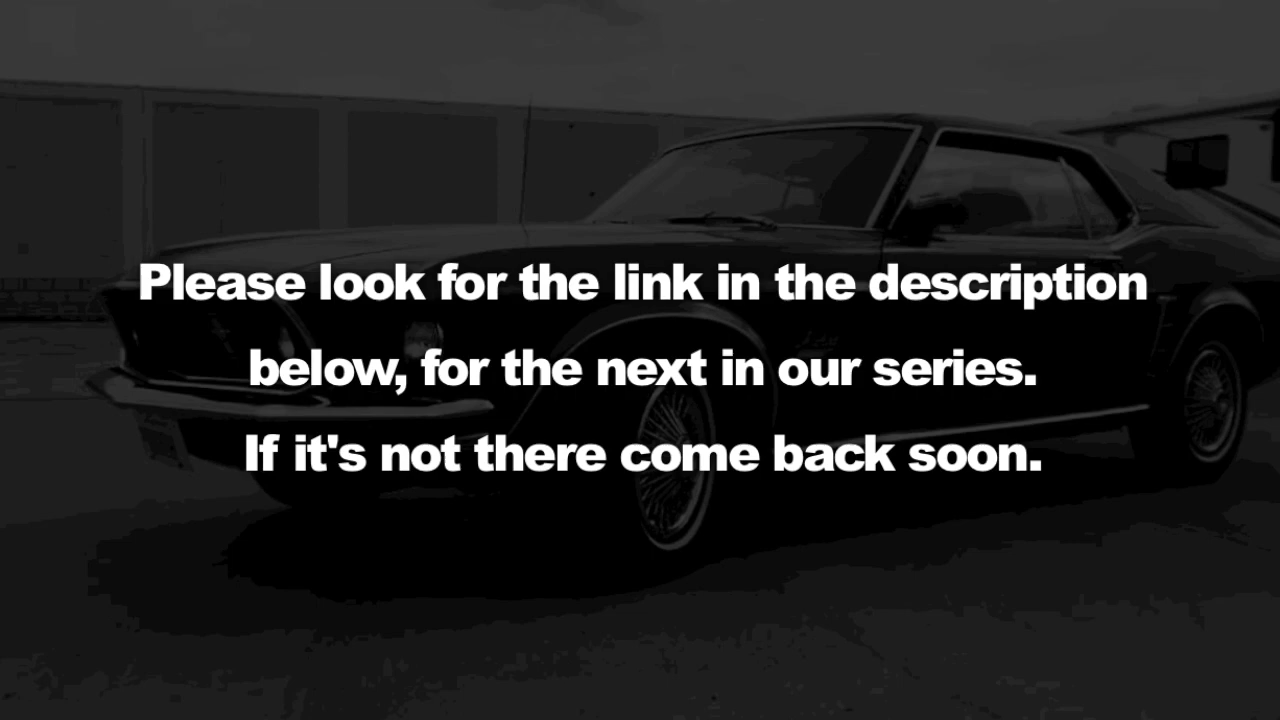 Please look for the link in the description
below, for the next in our series.
If it's not there come back soon.